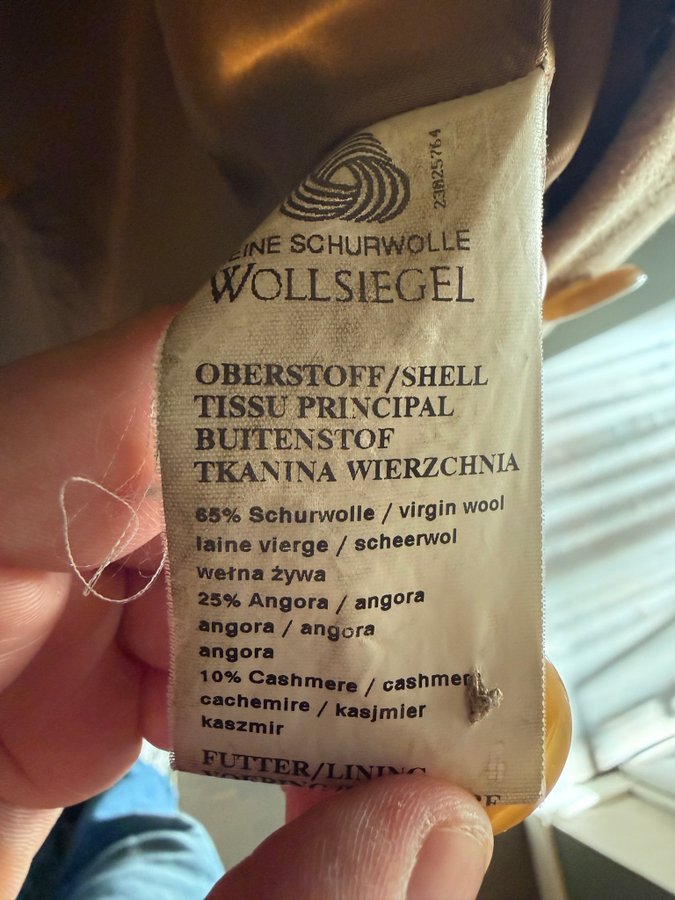 23025764
EINE SCHURWOLLE
WOLLSIEGEL
OBERSTOFF/SHELL
TISSU PRINCIPAL
BUITENSTOF
TKANINA WIERZCHNIA
65% Schurwolle / virgin wool
laine vierge / scheerwol
wełna żywa
25% Angora / angora
angora / angora
angora
10% Cashmere / cashmer
cachemire / kasjmier
kaszmir
FUTTER/LINING